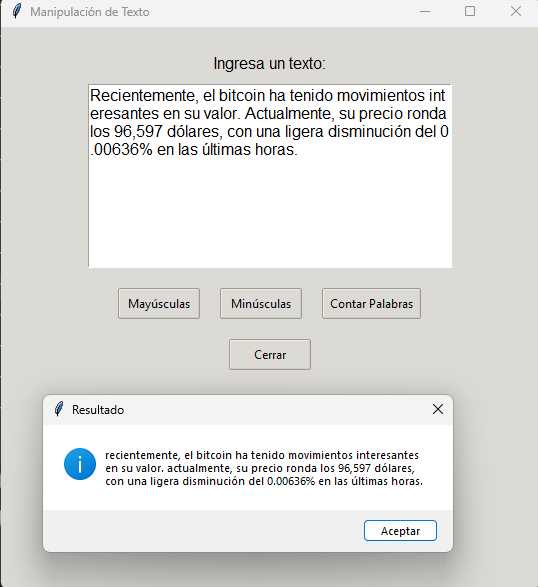 Manipulación de Texto
Ingresa un texto:
Recientemente, el bitcoin ha tenido movimientos int
eresantes en su valor. Actualmente, su precio ronda
los 96,597 dólares, con una ligera disminución del 0
.00636% en las últimas horas.
Mayúsculas Minúsculas Contar Palabras
Cerrar
Resultado
recientemente, el bitcoin ha tenido movimientos interesantes
en su valor. actualmente, su precio ronda los 96,597 dólares,
con una ligera disminución del 0.00636% en las últimas horas.
Aceptar